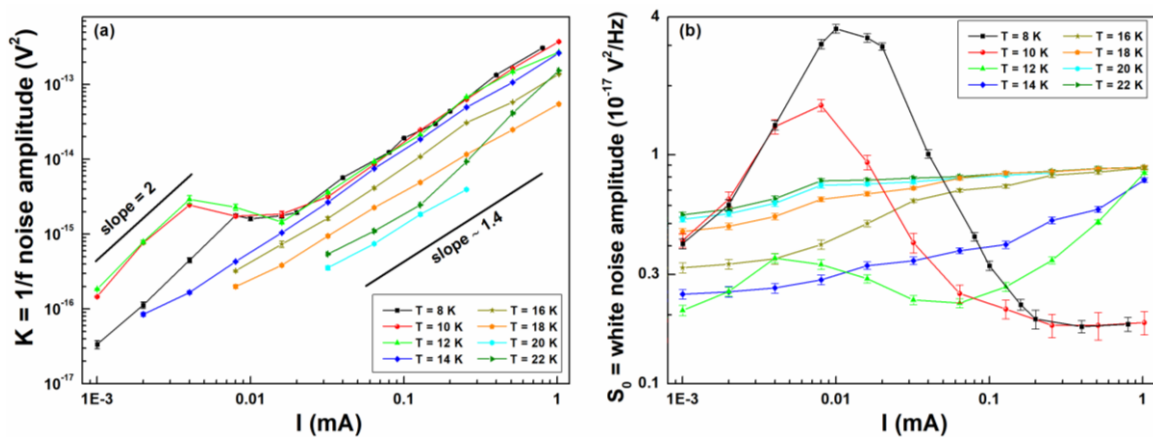 (a)
K = 1/f noise amplitude (V²)
10⁻¹³
10⁻¹⁴
10⁻¹⁵
10⁻¹⁶
10⁻¹⁷
slope = 2
slope ~ 1.4
T = 8 K
T = 10 K
T = 12 K
T = 14 K
T = 16 K
T = 18 K
T = 20 K
T = 22 K
1E-3 0.01 0.1 1
I (mA)
(b)
S₀ = white noise amplitude (10⁻¹⁷ V²/Hz)
4
1
0.3
0.1
T = 8 K
T = 10 K
T = 12 K
T = 14 K
T = 16 K
T = 18 K
T = 20 K
T = 22 K
1E-3 0.01 0.1 1
I (mA)